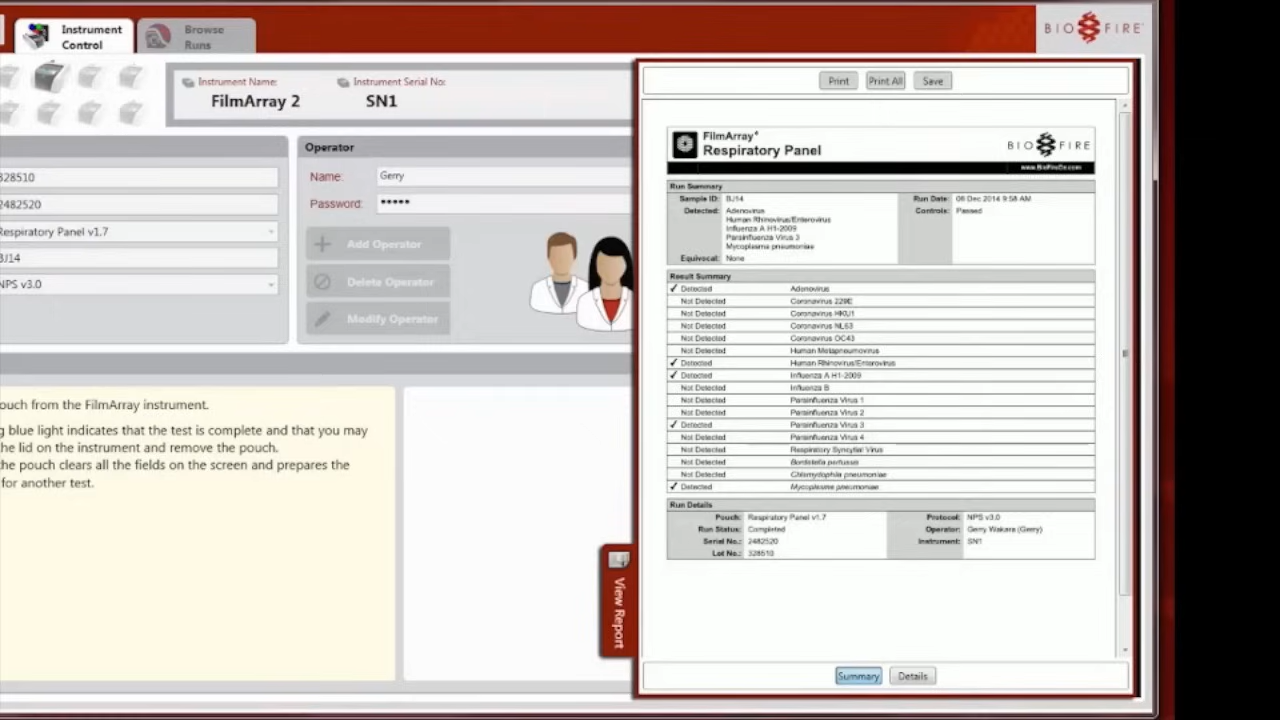 Instrument
Control
Browse
Runs
BIO FIRE
Instrument Name:
FilmArray 2
Instrument Serial No:
SN1
328510
2482520
Respiratory Panel v1.7
BJ14
NPS v3.0
Operator
Name: Gerry
Password: •••••
Add Operator
Delete Operator
Modify Operator
ouch from the FilmArray instrument.
g blue light indicates that the test is complete and that you may
the lid on the instrument and remove the pouch.
the pouch clears all the fields on the screen and prepares the
for another test.
View Report
Print Print All Save
FilmArray®
Respiratory Panel
BIO FIRE
www.BioFireDx.com
Run Summary
Sample ID: BJ14 Run Date: 08 Dec 2014 9:58 AM
Detected: Adenovirus Controls: Passed
Human Rhinovirus/Enterovirus
Influenza A H1-2009
Parainfluenza Virus 3
Mycoplasma pneumoniae
Equivocal: None
Result Summary
✓ Detected Adenovirus
Not Detected Coronavirus 229E
Not Detected Coronavirus HKU1
Not Detected Coronavirus NL63
Not Detected Coronavirus OC43
Not Detected Human Metapneumovirus
✓ Detected Human Rhinovirus/Enterovirus
✓ Detected Influenza A H1-2009
Not Detected Influenza B
Not Detected Parainfluenza Virus 1
Not Detected Parainfluenza Virus 2
✓ Detected Parainfluenza Virus 3
Not Detected Parainfluenza Virus 4
Not Detected Respiratory Syncytial Virus
Not Detected Bordetella pertussis
Not Detected Chlamydophila pneumoniae
✓ Detected Mycoplasma pneumoniae
Run Details
Pouch: Respiratory Panel v1.7 Protocol: NPS v3.0
Run Status: Completed Operator: Gerry Wakara (Gerry)
Serial No.: 2482520 Instrument: SN1
Lot No.: 328510
Summary Details